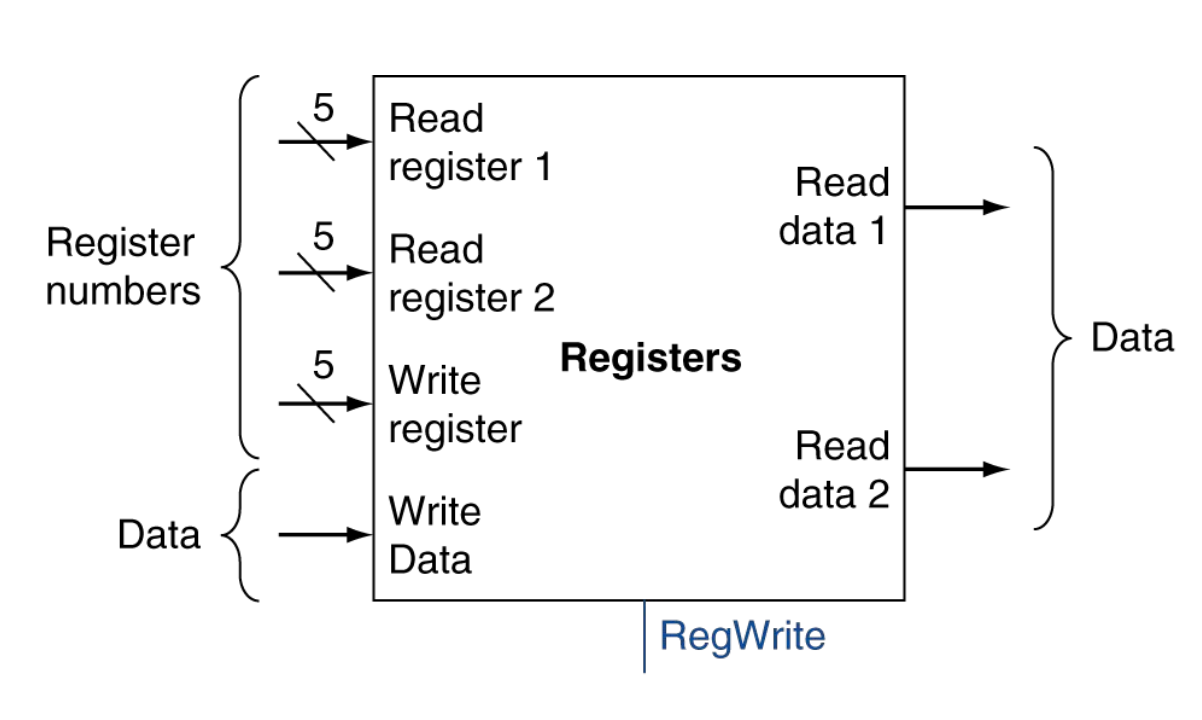 Register
numbers
Data
5
Read
register 1
5
Read
register 2
5
Write
register
Write
Data
Registers
Read
data 1
Read
data 2
Data
RegWrite